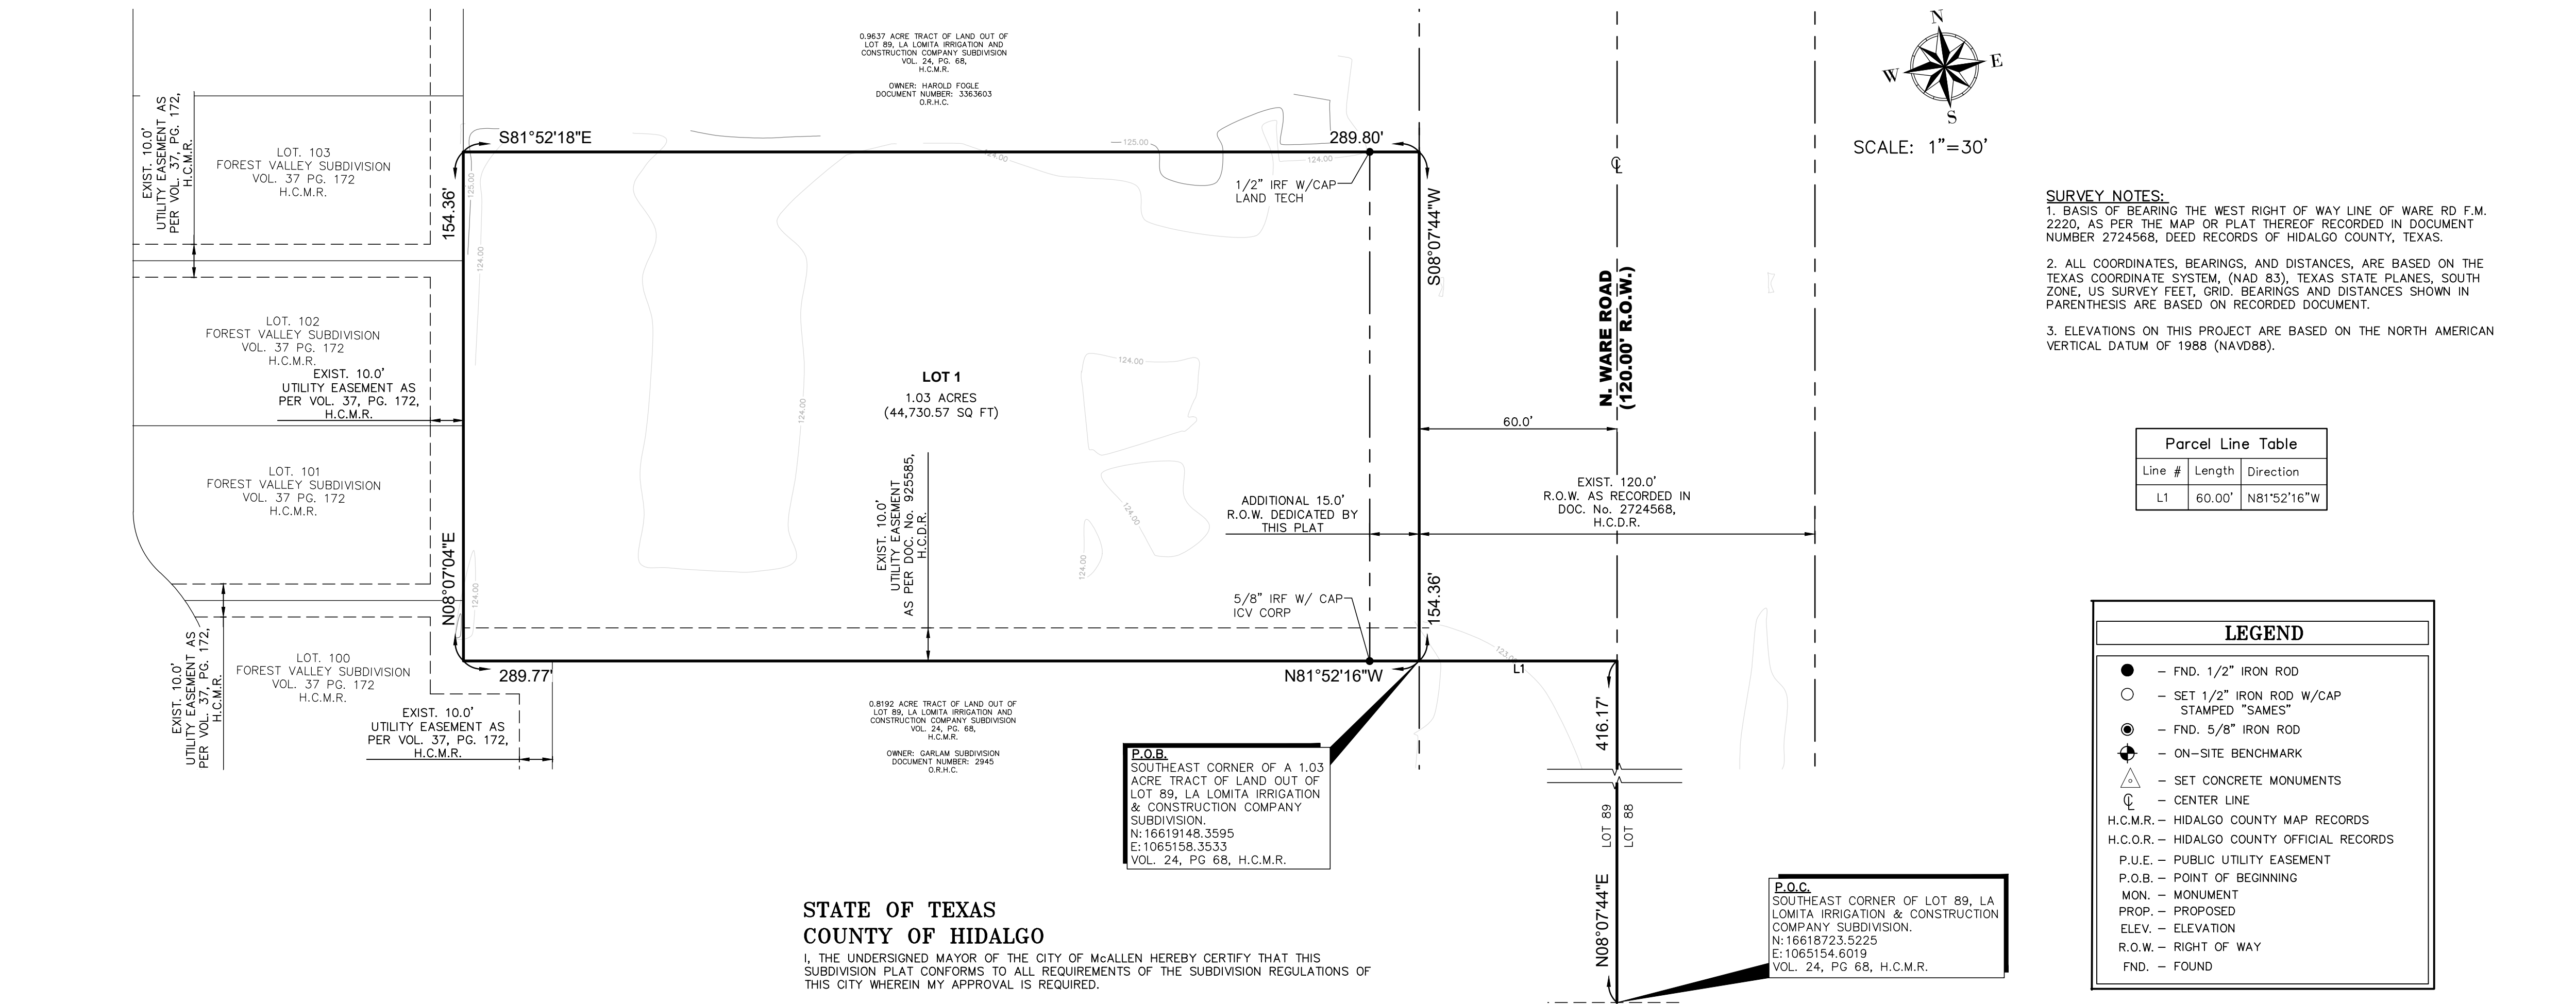 0.9637 ACRE TRACT OF LAND OUT OF
LOT 89, LA LOMITA IRRIGATION AND
CONSTRUCTION COMPANY SUBDIVISION
VOL. 24, PG. 68,
H.C.M.R.
OWNER: HAROLD FOGLE
DOCUMENT NUMBER: 3363603
O.R.H.C.
N
W
E
S
SCALE: 1"=30'
EXIST. 10.0'
UTILITY EASEMENT AS
PER VOL. 37, PG. 172,
H.C.M.R.
LOT. 103
FOREST VALLEY SUBDIVISION
VOL. 37 PG. 172
H.C.M.R.
S81°52'18"E
289.80'
125.00
124.00
124.00
125.00
124.00
154.36'
1/2" IRF W/CAP
LAND TECH
S08°07'44"W
℄
N. WARE ROAD
(120.00' R.O.W.)
SURVEY NOTES:
1. BASIS OF BEARING THE WEST RIGHT OF WAY LINE OF WARE RD F.M.
2220, AS PER THE MAP OR PLAT THEREOF RECORDED IN DOCUMENT
NUMBER 2724568, DEED RECORDS OF HIDALGO COUNTY, TEXAS.
2. ALL COORDINATES, BEARINGS, AND DISTANCES, ARE BASED ON THE
TEXAS COORDINATE SYSTEM, (NAD 83), TEXAS STATE PLANES, SOUTH
ZONE, US SURVEY FEET, GRID. BEARINGS AND DISTANCES SHOWN IN
PARENTHESIS ARE BASED ON RECORDED DOCUMENT.
3. ELEVATIONS ON THIS PROJECT ARE BASED ON THE NORTH AMERICAN
VERTICAL DATUM OF 1988 (NAVD88).
LOT. 102
FOREST VALLEY SUBDIVISION
VOL. 37 PG. 172
H.C.M.R.
EXIST. 10.0'
UTILITY EASEMENT AS
PER VOL. 37, PG. 172,
H.C.M.R.
LOT 1
1.03 ACRES
(44,730.57 SQ FT)
124.00
124.00
124.00
124.00
124.00
60.0'
Parcel Line Table
Line # Length Direction
L1 60.00' N81°52'16"W
LOT. 101
FOREST VALLEY SUBDIVISION
VOL. 37 PG. 172
H.C.M.R.
EXIST. 10.0'
UTILITY EASEMENT
AS PER DOC. No. 925585,
H.C.D.R.
ADDITIONAL 15.0'
R.O.W. DEDICATED BY
THIS PLAT
EXIST. 120.0'
R.O.W. AS RECORDED IN
DOC. No. 2724568,
H.C.D.R.
N08°07'04"E
5/8" IRF W/ CAP
ICV CORP
154.36'
EXIST. 10.0'
UTILITY EASEMENT AS
PER VOL. 37, PG. 172,
H.C.M.R.
LOT. 100
FOREST VALLEY SUBDIVISION
VOL. 37 PG. 172
H.C.M.R.
289.77'
N81°52'16"W
123.00
L1
EXIST. 10.0'
UTILITY EASEMENT AS
PER VOL. 37, PG. 172,
H.C.M.R.
0.8192 ACRE TRACT OF LAND OUT OF
LOT 89, LA LOMITA IRRIGATION AND
CONSTRUCTION COMPANY SUBDIVISION
VOL. 24, PG. 68,
H.C.M.R.
OWNER: GARLAM SUBDIVISION
DOCUMENT NUMBER: 2945
O.R.H.C.
P.O.B.
SOUTHEAST CORNER OF A 1.03
ACRE TRACT OF LAND OUT OF
LOT 89, LA LOMITA IRRIGATION
& CONSTRUCTION COMPANY
SUBDIVISION.
N:16619148.3595
E:1065158.3533
VOL. 24, PG 68, H.C.M.R.
416.17'
LOT 89
LOT 88
N08°07'44"E
P.O.C.
SOUTHEAST CORNER OF LOT 89, LA
LOMITA IRRIGATION & CONSTRUCTION
COMPANY SUBDIVISION.
N:16618723.5225
E:1065154.6019
VOL. 24, PG 68, H.C.M.R.
LEGEND
– FND. 1/2" IRON ROD
– SET 1/2" IRON ROD W/CAP
STAMPED "SAMES"
– FND. 5/8" IRON ROD
– ON-SITE BENCHMARK
– SET CONCRETE MONUMENTS
℄ – CENTER LINE
H.C.M.R. – HIDALGO COUNTY MAP RECORDS
H.C.O.R. – HIDALGO COUNTY OFFICIAL RECORDS
P.U.E. – PUBLIC UTILITY EASEMENT
P.O.B. – POINT OF BEGINNING
MON. – MONUMENT
PROP. – PROPOSED
ELEV. – ELEVATION
R.O.W. – RIGHT OF WAY
FND. – FOUND
STATE OF TEXAS
COUNTY OF HIDALGO
I, THE UNDERSIGNED MAYOR OF THE CITY OF McALLEN HEREBY CERTIFY THAT THIS
SUBDIVISION PLAT CONFORMS TO ALL REQUIREMENTS OF THE SUBDIVISION REGULATIONS OF
THIS CITY WHEREIN MY APPROVAL IS REQUIRED.